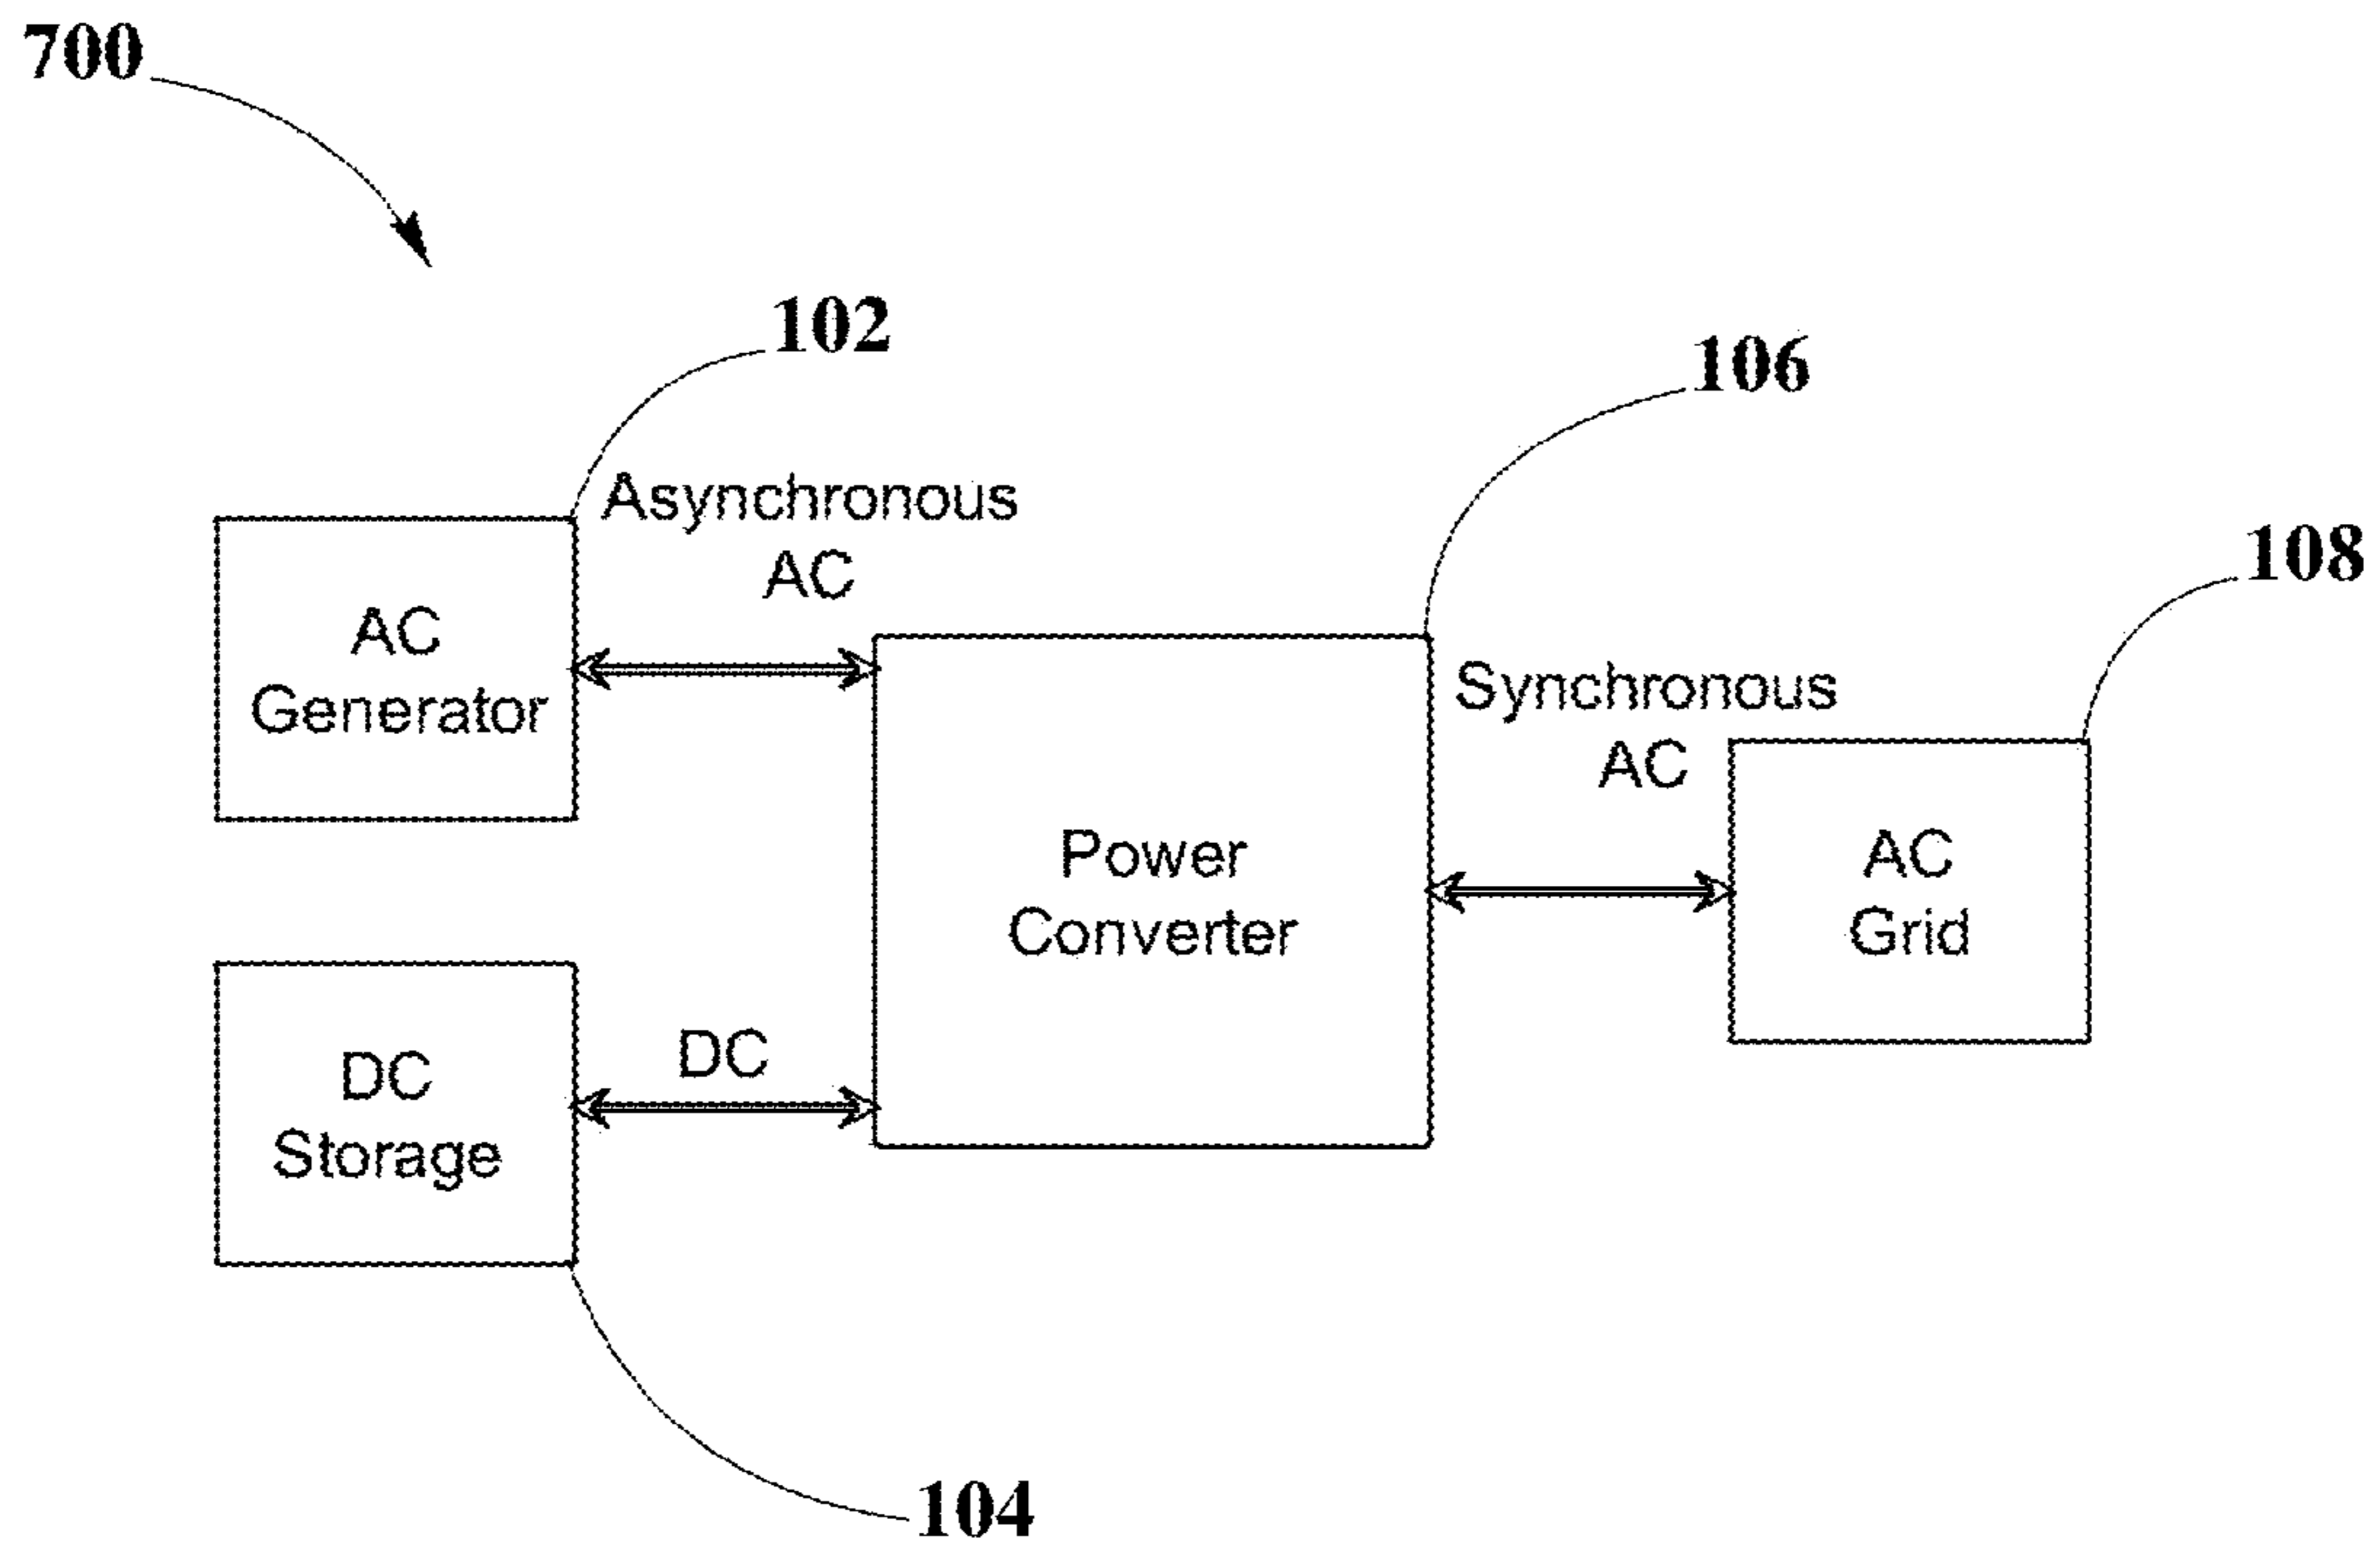 700
102
106
Asynchronous
AC
108
AC
Generator
Synchronous
AC
Power
Converter
AC
Grid
DC
DC
Storage
104